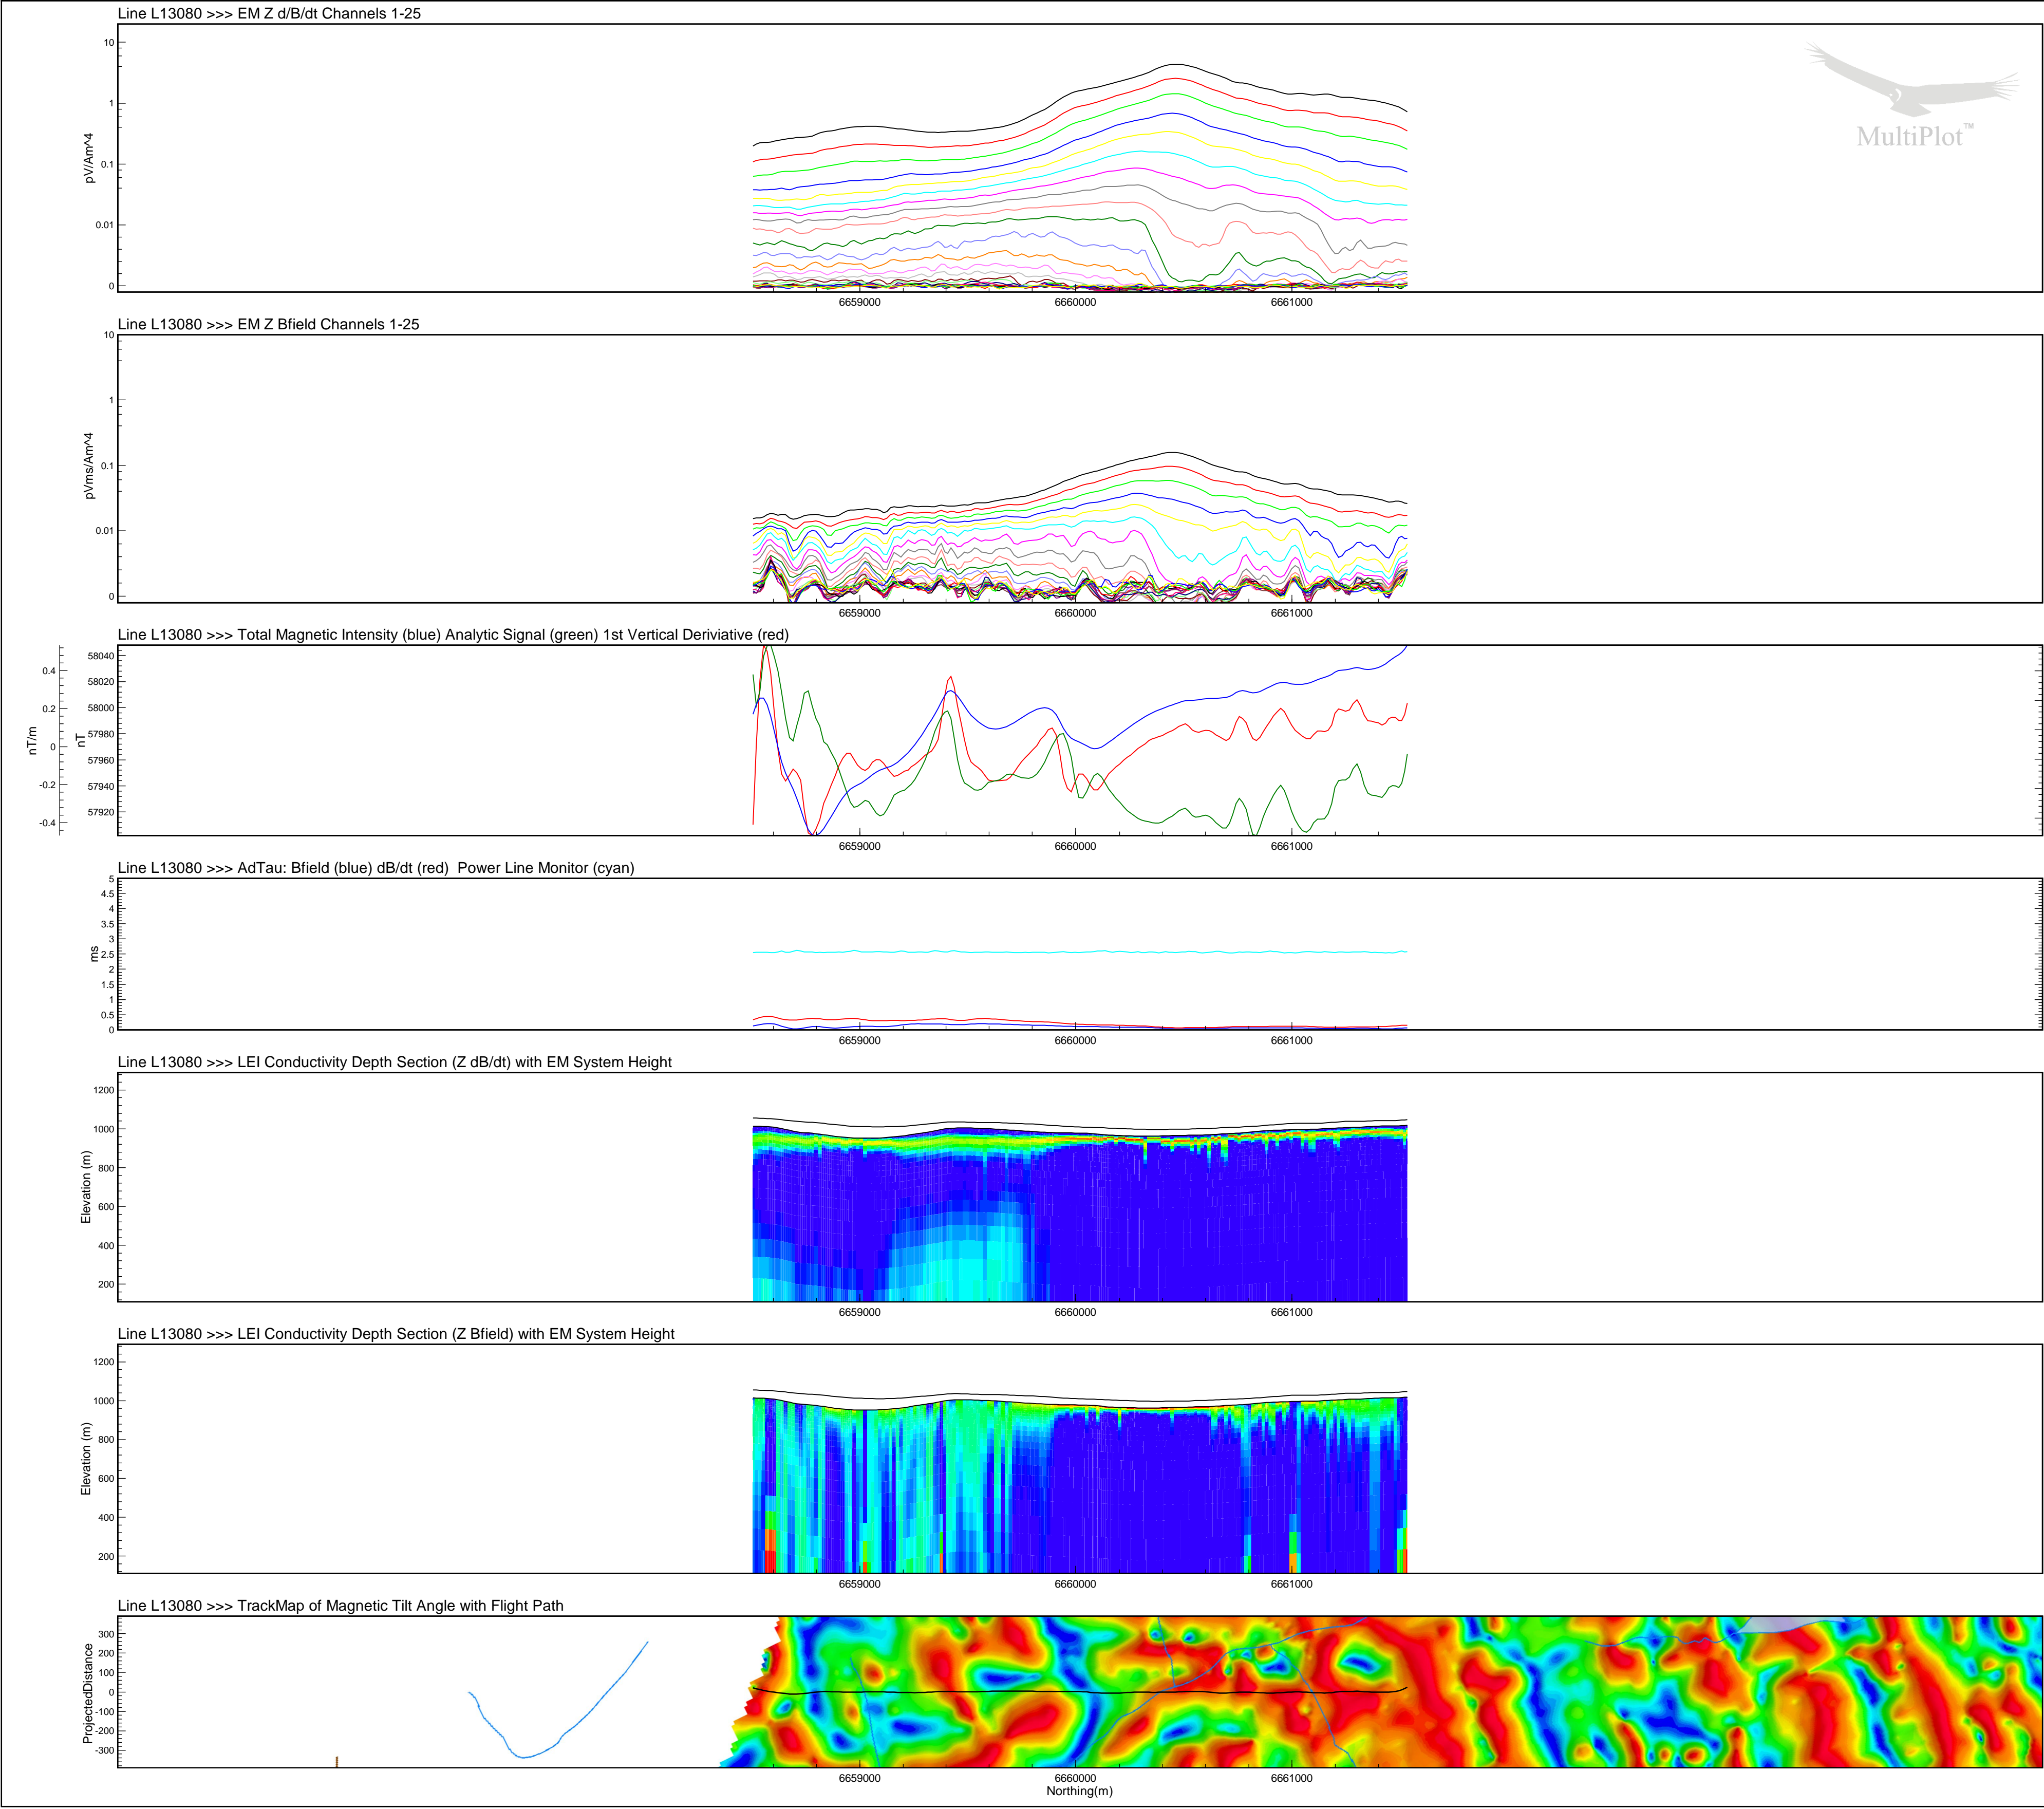 Line L13080 >>> EM Z d/B/dt Channels 1-25
10
1
0.1
0.01
0
pV/Am^4
6659000 6660000 6661000
MultiPlot™
Line L13080 >>> EM Z Bfield Channels 1-25
10
1
0.1
0.01
0
pVms/Am^4
6659000 6660000 6661000
Line L13080 >>> Total Magnetic Intensity (blue) Analytic Signal (green) 1st Vertical Deriviative (red)
0.4
0.2
0
-0.2
-0.4
nT/m
58040
58020
58000
57980
57960
57940
57920
nT
6659000 6660000 6661000
Line L13080 >>> AdTau: Bfield (blue) dB/dt (red) Power Line Monitor (cyan)
5
4.5
4
3.5
3
2.5
2
1.5
1
0.5
0
ms
6659000 6660000 6661000
Line L13080 >>> LEI Conductivity Depth Section (Z dB/dt) with EM System Height
1200
1000
800
600
400
200
Elevation (m)
6659000 6660000 6661000
Line L13080 >>> LEI Conductivity Depth Section (Z Bfield) with EM System Height
1200
1000
800
600
400
200
Elevation (m)
6659000 6660000 6661000
Line L13080 >>> TrackMap of Magnetic Tilt Angle with Flight Path
300
200
100
0
-100
-200
-300
ProjectedDistance
6659000 6660000 6661000
Northing(m)